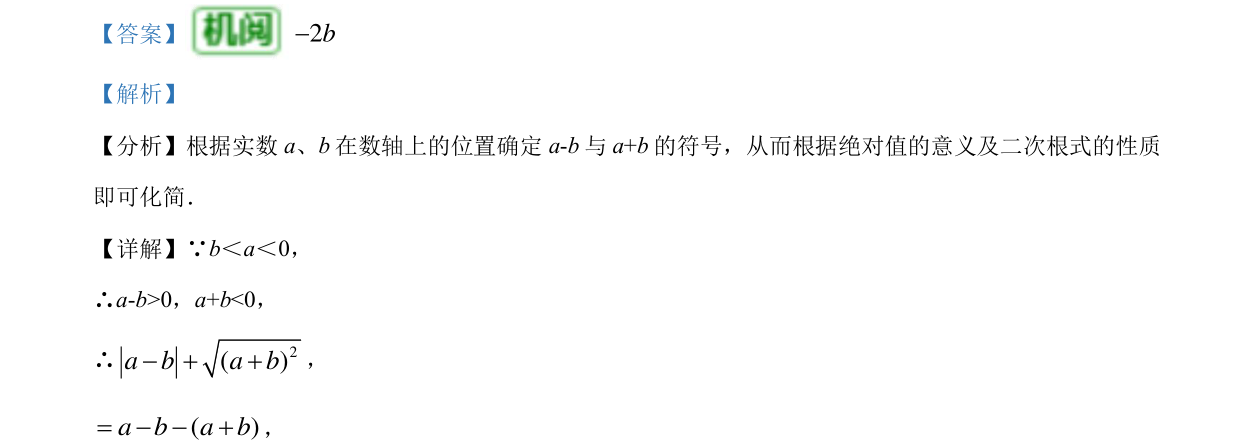 【答案】 机阅 −2b
【解析】
【分析】根据实数 a、b 在数轴上的位置确定 a-b 与 a+b 的符号，从而根据绝对值的意义及二次根式的性质
即可化简．
【详解】∵b＜a＜0，
∴a-b>0，a+b<0，
∴|a−b|+√(a+b)²，
=a−b−(a+b)，